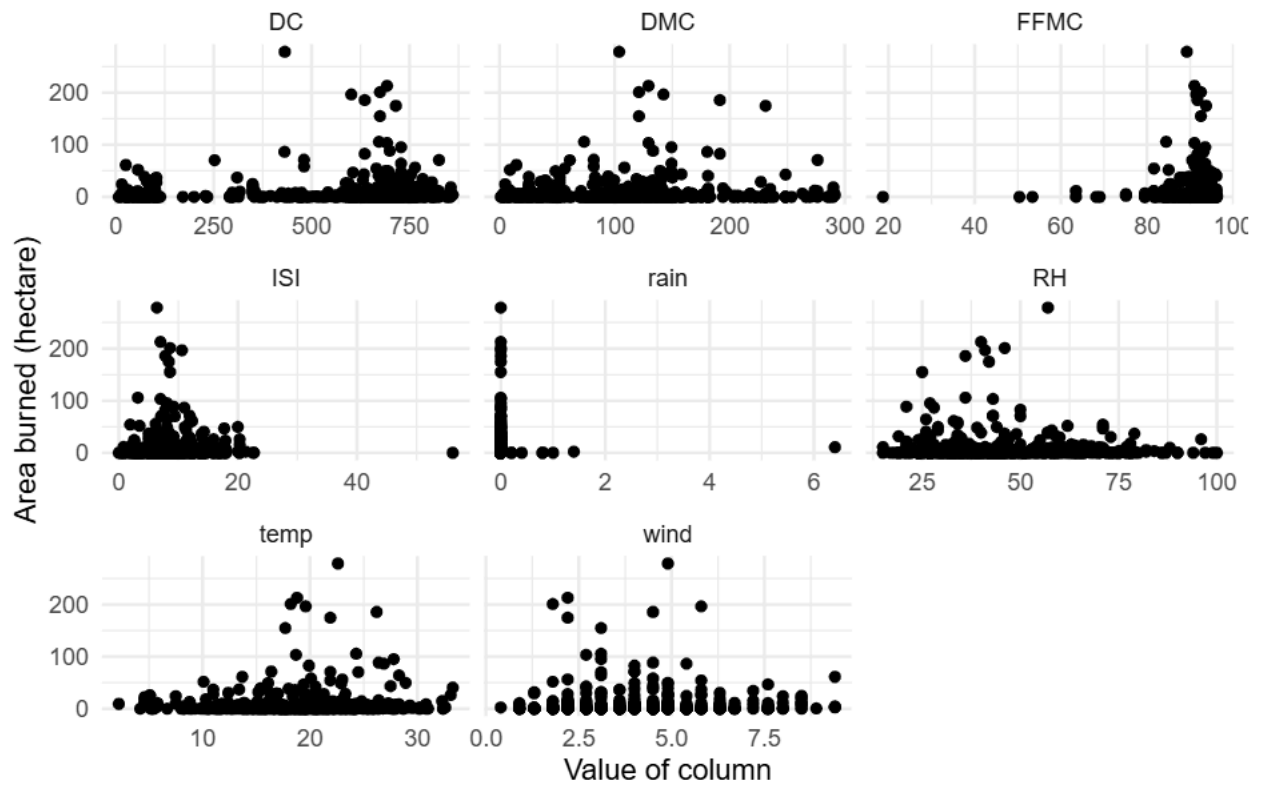 DC DMC FFMC
200
100
0
0 250 500 750 0 100 200 300 20 40 60 80 100
ISI rain RH
200
100
0
0 20 40 0 2 4 6 25 50 75 100
temp wind
200
100
0
10 20 30 0.0 2.5 5.0 7.5
Value of column
Area burned (hectare)